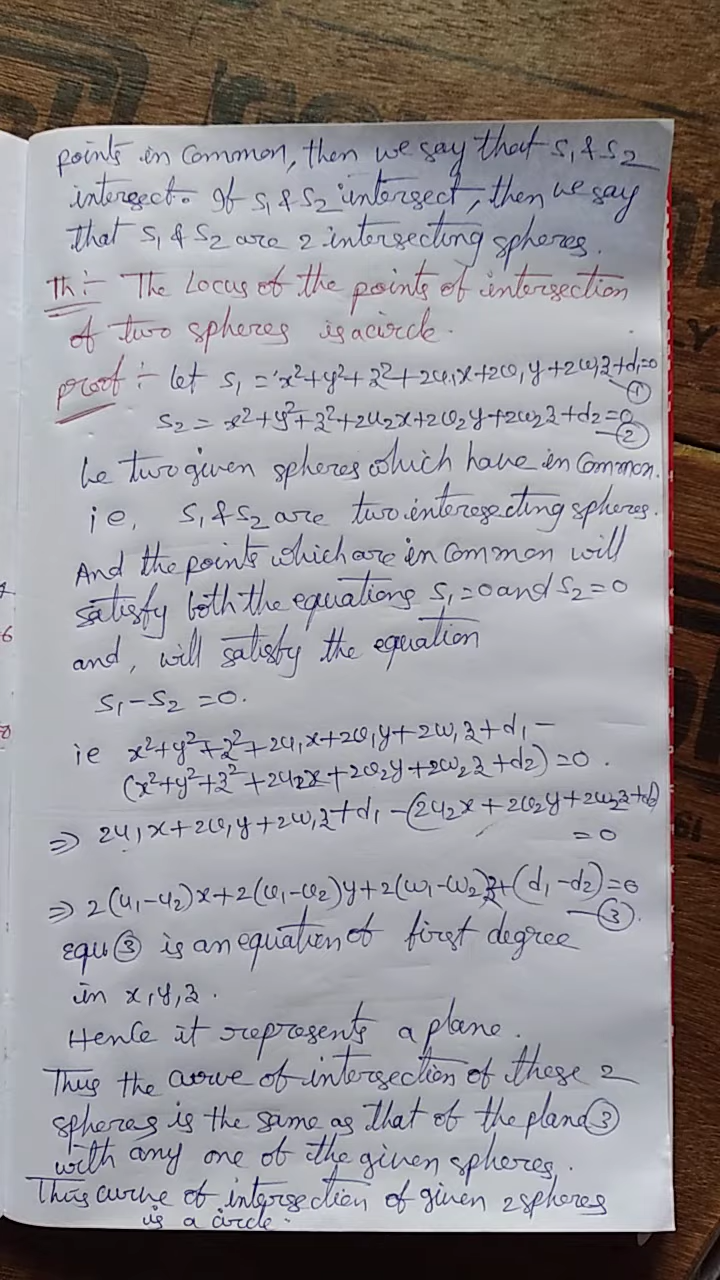 points in common, then we say that S₁ & S₂
intersect. If S₁ & S₂ intersect, then we say
that S₁ & S₂ are 2 intersecting spheres.
Th :- The Locus of the points of intersection
of two spheres is a circle.
proof :- let S₁ = x²+y²+z²+2u₁x+2v₁y+2w₁z+d₁=0
①
S₂ = x²+y²+z²+2u₂x+2v₂y+2w₂z+d₂=0
②
be two given spheres which have in common.
ie, S₁ & S₂ are two intersecting spheres.
And the points which are in common will
satisfy both the equations S₁=0 and S₂=0
and, will satisfy the equation
S₁-S₂ =0.
ie x²+y²+z²+2u₁x+2v₁y+2w₁z+d₁ -
(x²+y²+z²+2u₂x+2v₂y+2w₂z+d₂) =0.
⇒ 2u₁x+2v₁y+2w₁z+d₁ -(2u₂x+2v₂y+2w₂z+d₂)
=0
⇒ 2(u₁-u₂)x+2(v₁-v₂)y+2(w₁-w₂)z+(d₁-d₂)=0
③.
equ ③ is an equation of first degree
in x,y,z.
Hence it represents a plane.
Thus the curve of intersection of these 2
spheres is the same as that of the pland ③
with any one of the given spheres.
This curve of intersection of given 2 spheres
is a circle.
6